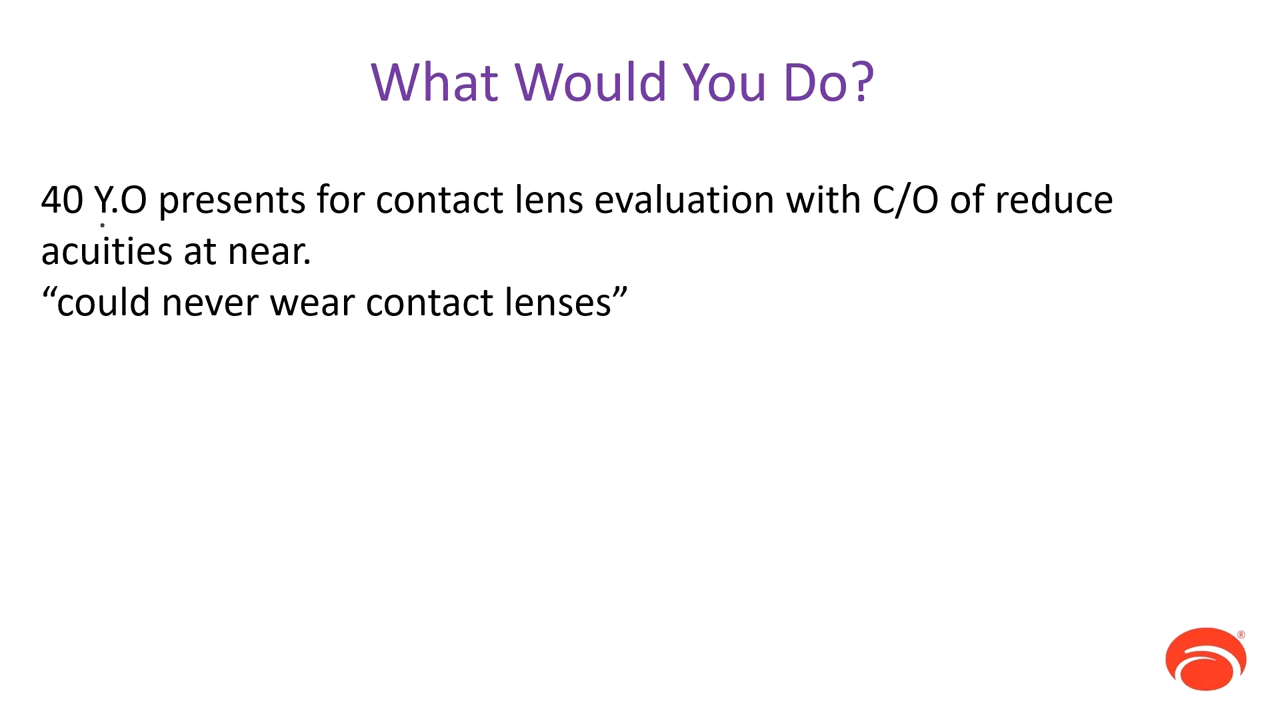 What Would You Do?
40 Y.O presents for contact lens evaluation with C/O of reduce
acuities at near.
“could never wear contact lenses”
®